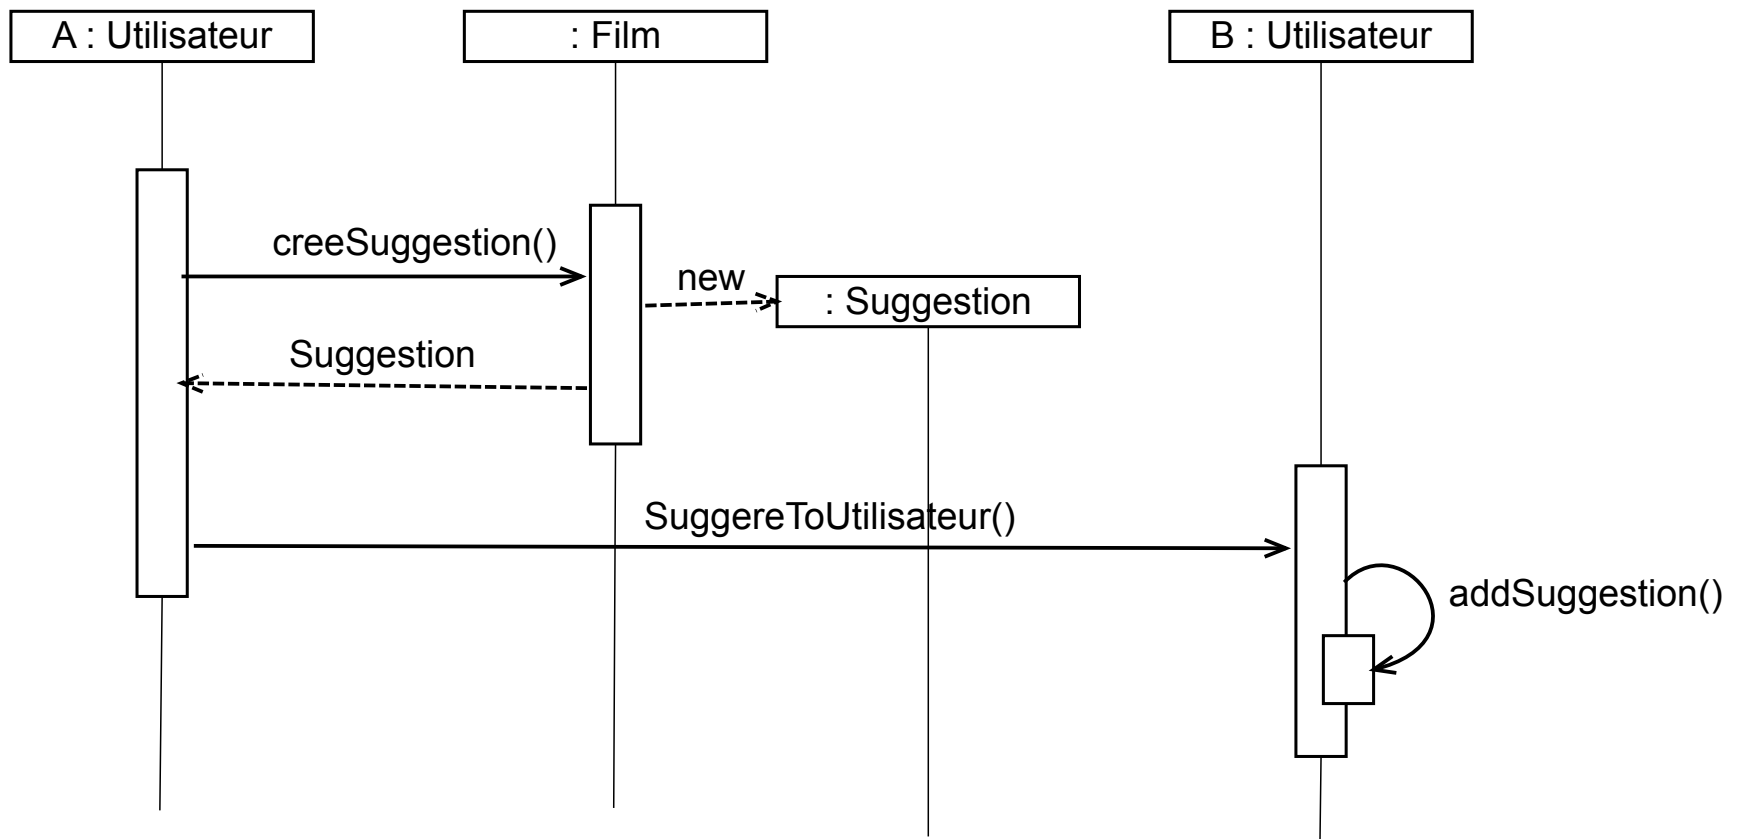 A : Utilisateur
: Film
B : Utilisateur
creeSuggestion()
new
: Suggestion
Suggestion
SuggereToUtilisateur()
addSuggestion()